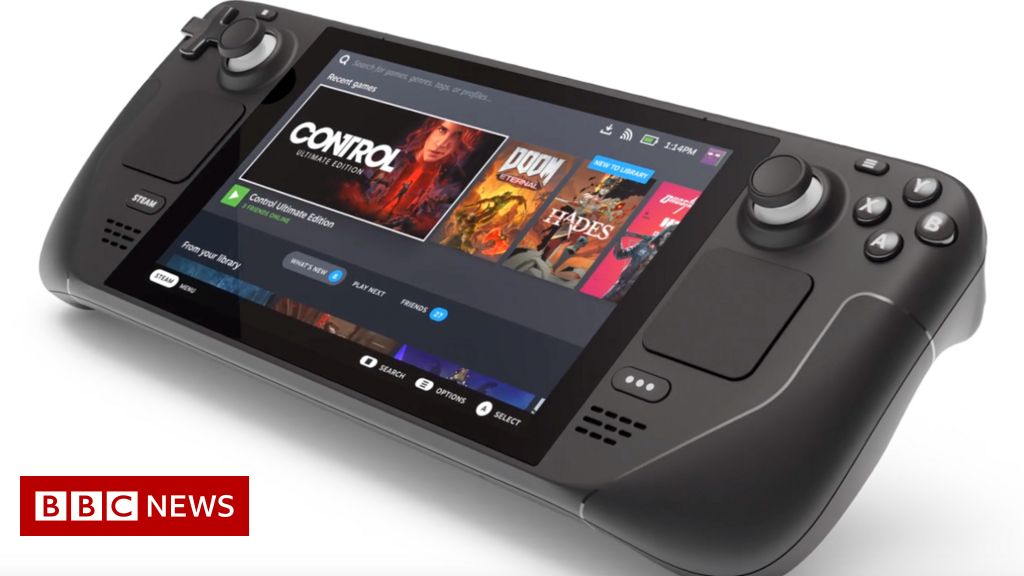 Search for games, genres, tags, or profiles...
Recent games
1:14PM
CONTROL
ULTIMATE EDITION
DOOM
ETERNAL
NEW TO LIBRARY
HADES
Control Ultimate Edition
3 FRIENDS ONLINE
From your library
WHAT'S NEW
PLAY NEXT
FRIENDS 27
STEAM MENU
SEARCH
OPTIONS
A SELECT
STEAM
Y
X
B
A
BBC NEWS